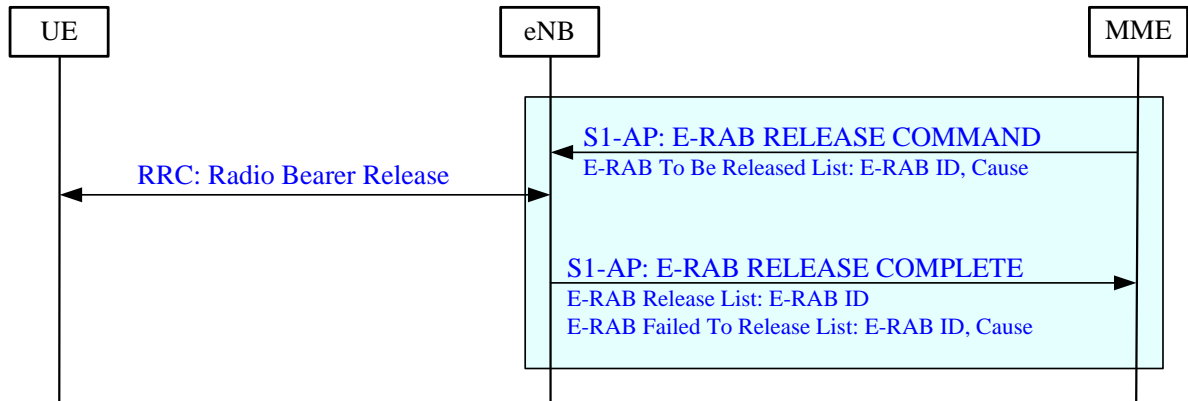 UE
eNB
MME
S1-AP: E-RAB RELEASE COMMAND
E-RAB To Be Released List: E-RAB ID, Cause
RRC: Radio Bearer Release
S1-AP: E-RAB RELEASE COMPLETE
E-RAB Release List: E-RAB ID
E-RAB Failed To Release List: E-RAB ID, Cause